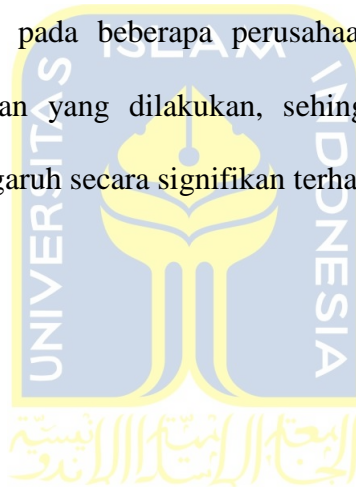 pada beberapa perusahaa
ISLAM
an yang dilakukan, sehing
garuh secara signifikan terha
UNIVERSITAS
INDONESIA